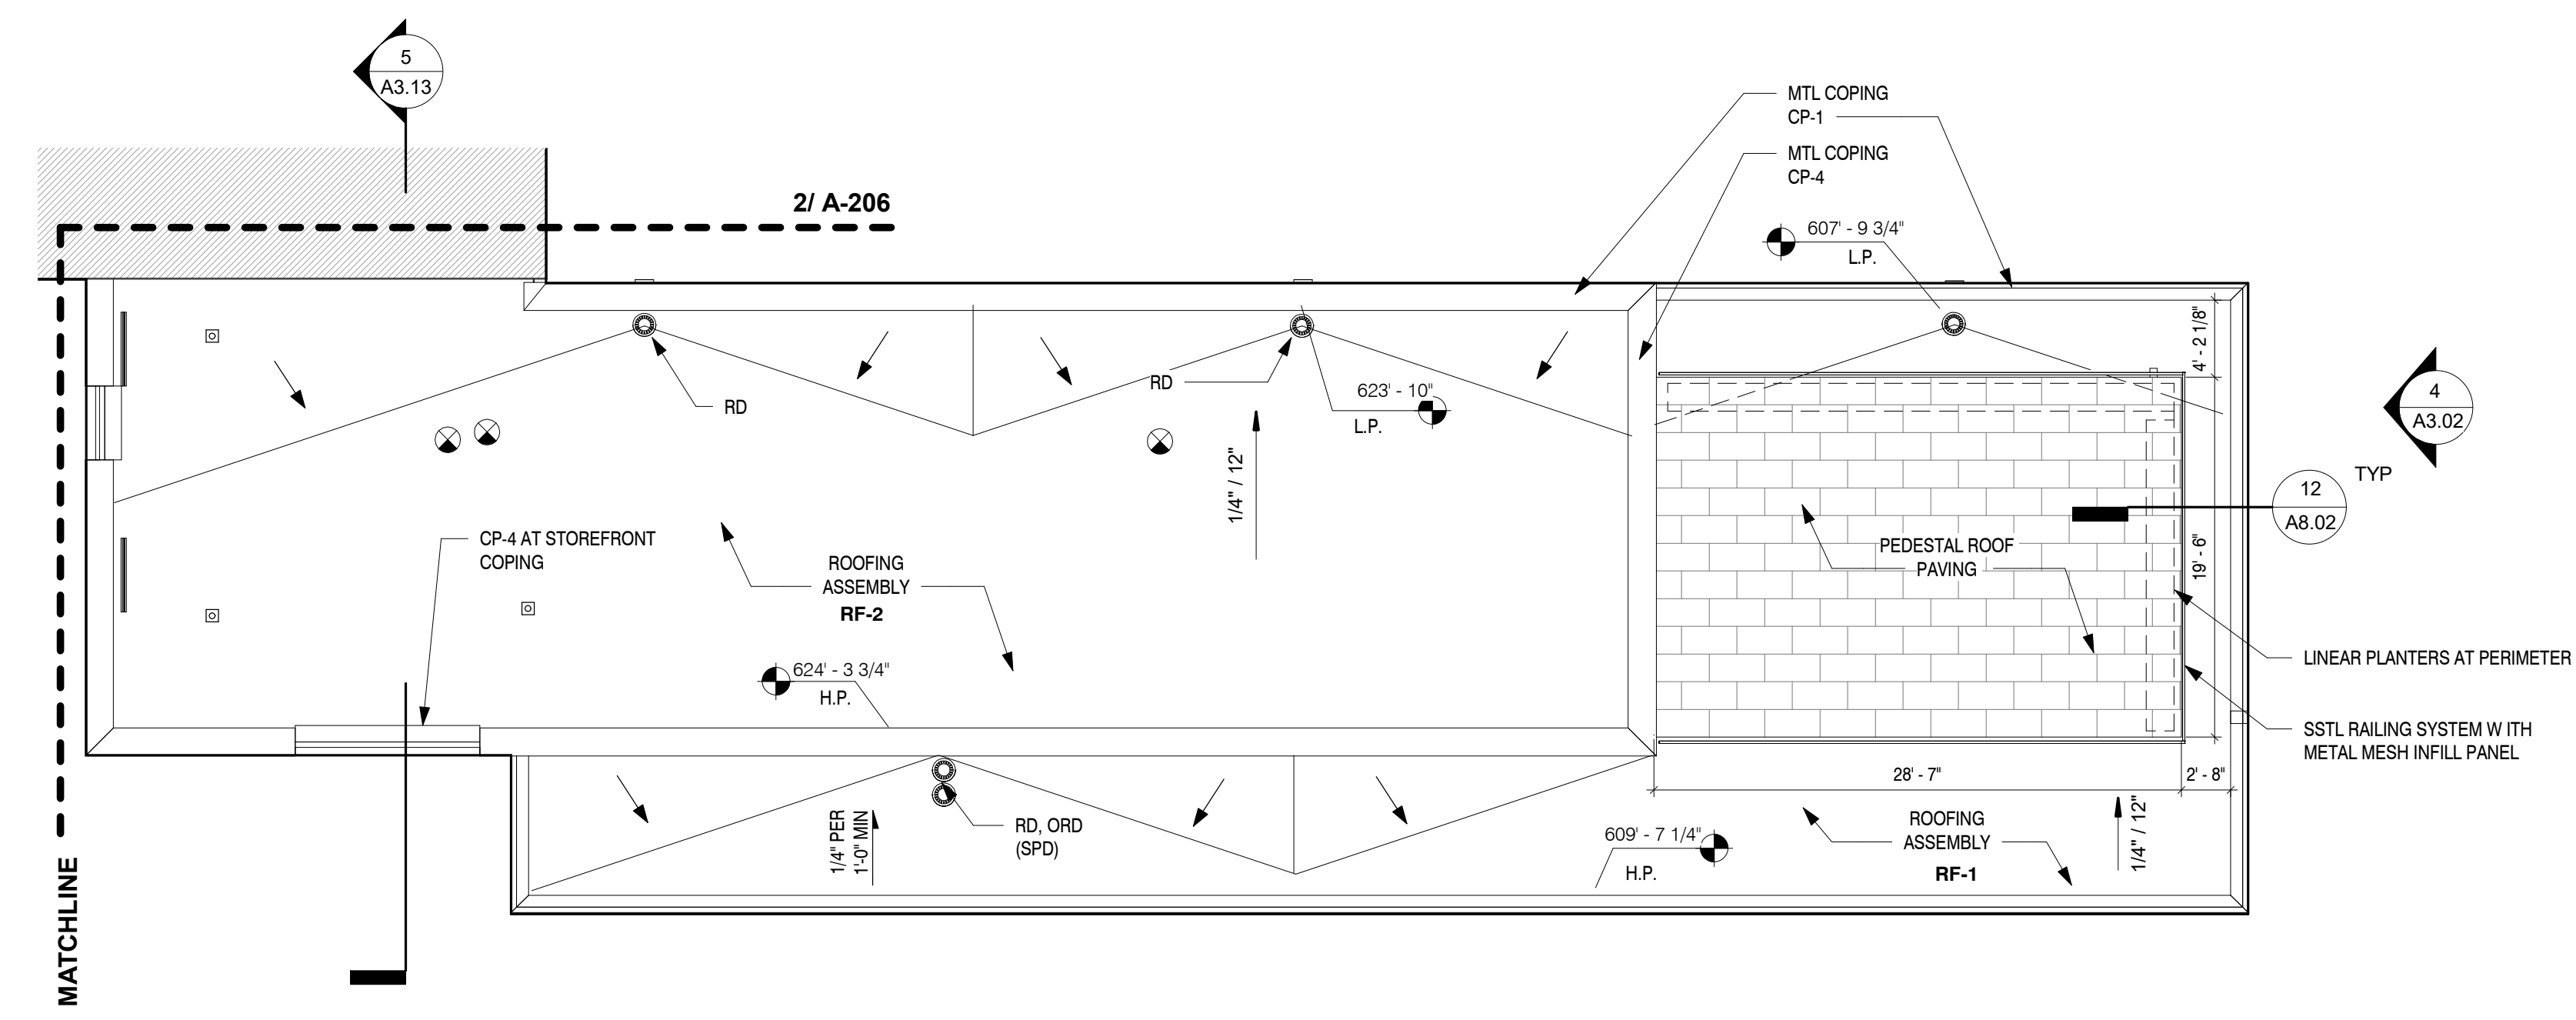 5
A3.13
MTL COPING
CP-1
MTL COPING
CP-4
2/ A-206
607' - 9 3/4"
L.P.
4' - 2 1/8"
RD
RD
623' - 10"
L.P.
4
A3.02
1/4" / 12"
12
A8.02
TYP
CP-4 AT STOREFRONT
COPING
ROOFING
ASSEMBLY
RF-2
PEDESTAL ROOF
PAVING
19' - 6"
624' - 3 3/4"
H.P.
LINEAR PLANTERS AT PERIMETER
SSTL RAILING SYSTEM W ITH
METAL MESH INFILL PANEL
28' - 7"
2' - 8"
1/4" PER
1'-0" MIN
RD, ORD
(SPD)
609' - 7 1/4"
H.P.
ROOFING
ASSEMBLY
RF-1
1/4" / 12"
MATCHLINE